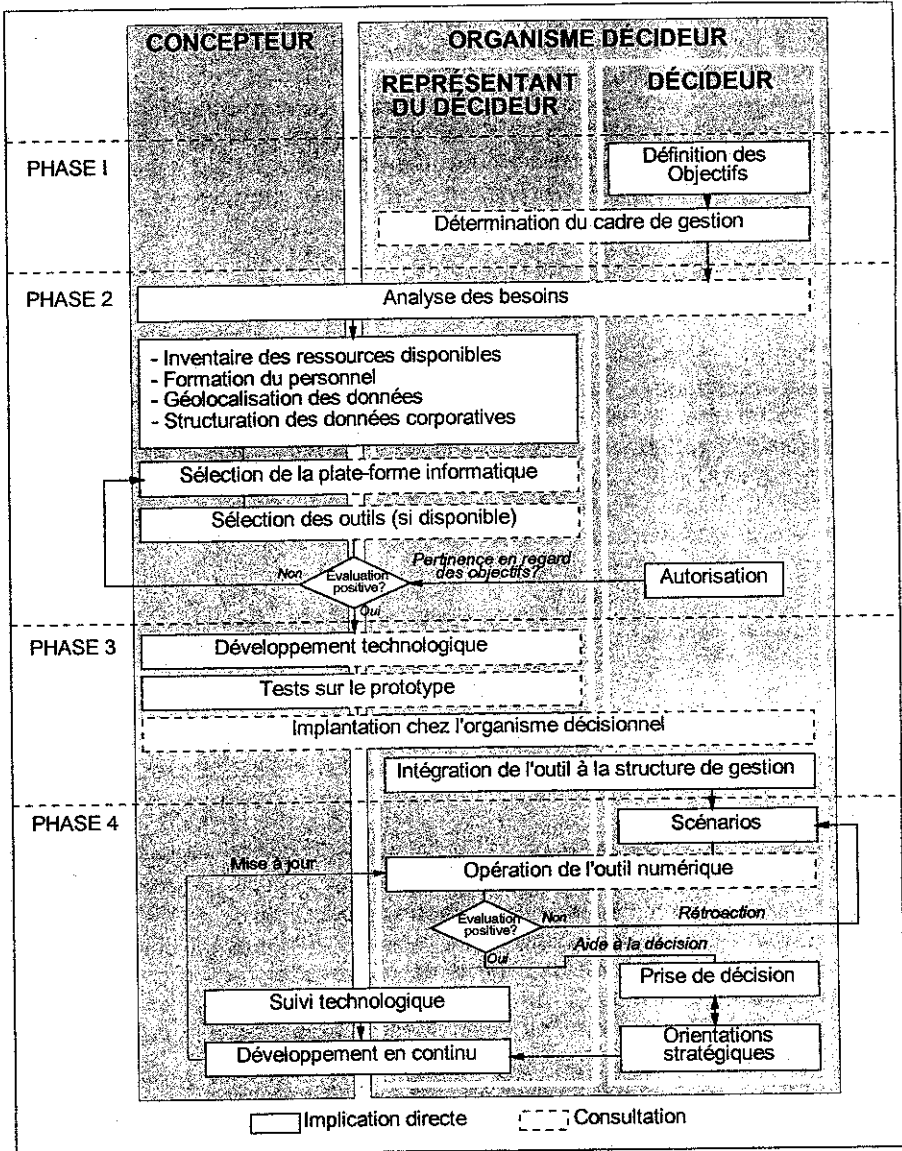 CONCEPTEUR
ORGANISME DÉCIDEUR
REPRÉSENTANT
DU DÉCIDEUR
DÉCIDEUR
PHASE I
Définition des
Objectifs
Détermination du cadre de gestion
PHASE 2
Analyse des besoins
- Inventaire des ressources disponibles
- Formation du personnel
- Géolocalisation des données
- Structuration des données corporatives
Sélection de la plate-forme informatique
Sélection des outils (si disponible)
Non
Évaluation
positive?
Pertinence en regard
des objectifs?
Autorisation
Oui
PHASE 3
Développement technologique
Tests sur le prototype
Implantation chez l'organisme décisionnel
Intégration de l'outil à la structure de gestion
PHASE 4
Scénarios
Mise à jour
Opération de l'outil numérique
Évaluation
positive?
Non
Rétroaction
Oui
Aide à la décision
Prise de décision
Suivi technologique
Orientations
stratégiques
Développement en continu
Implication directe
Consultation